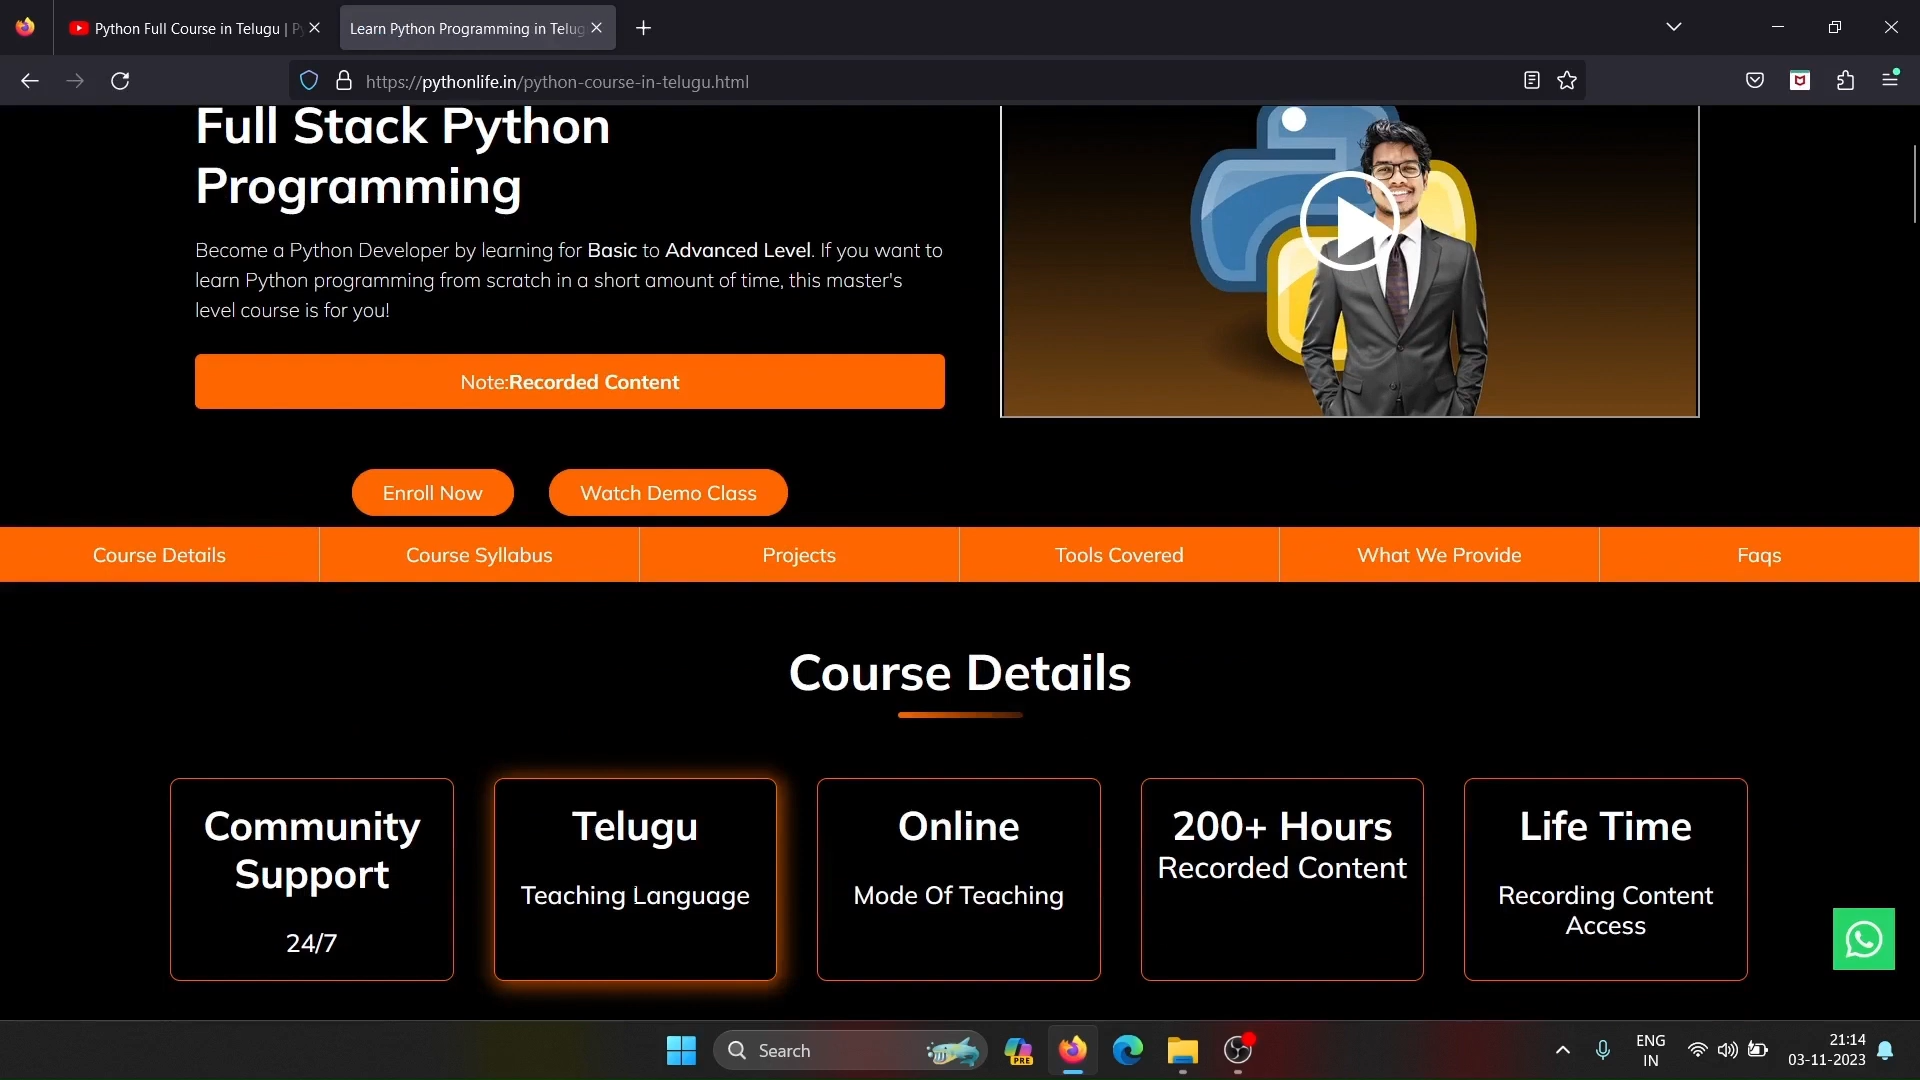 Python Full Course in Telugu | Py
Learn Python Programming in Telug
https://pythonlife.in/python-course-in-telugu.html
Full Stack Python
Programming
Become a Python Developer by learning for Basic to Advanced Level. If you want to
learn Python programming from scratch in a short amount of time, this master's
level course is for you!
Note:Recorded Content
Enroll Now
Watch Demo Class
Course Details
Course Syllabus
Projects
Tools Covered
What We Provide
Faqs
Course Details
Community
Support
24/7
Telugu
Teaching Language
Online
Mode Of Teaching
200+ Hours
Recorded Content
Life Time
Recording Content
Access
Search
PRE
ENG
IN
21:14
03-11-2023